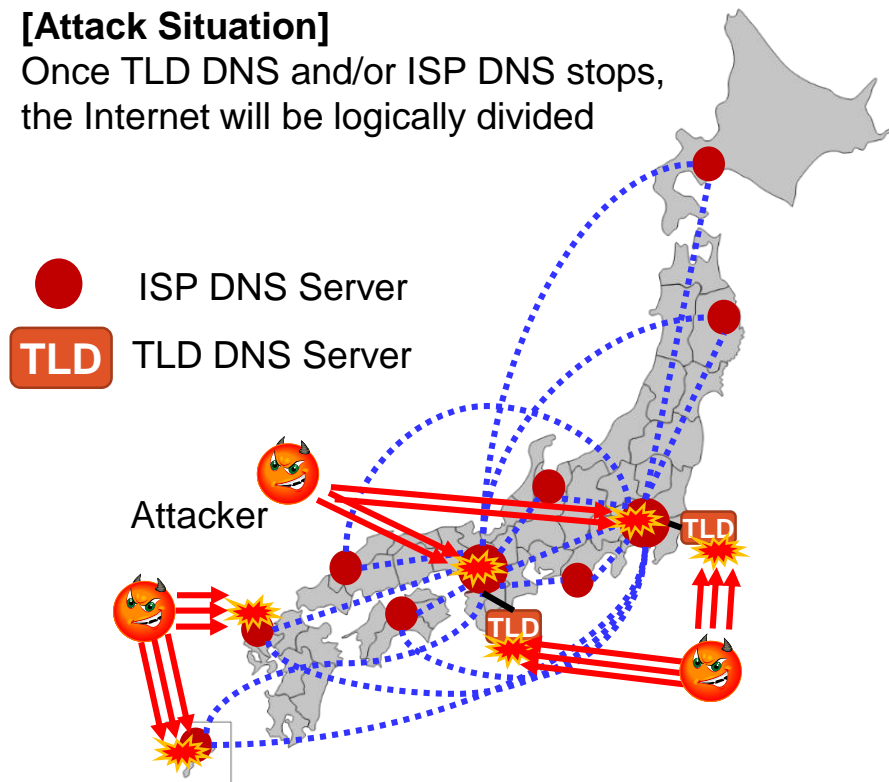 [Attack Situation]
Once TLD DNS and/or ISP DNS stops,
the Internet will be logically divided
ISP DNS Server
TLD
TLD DNS Server
Attacker
TLD
TLD